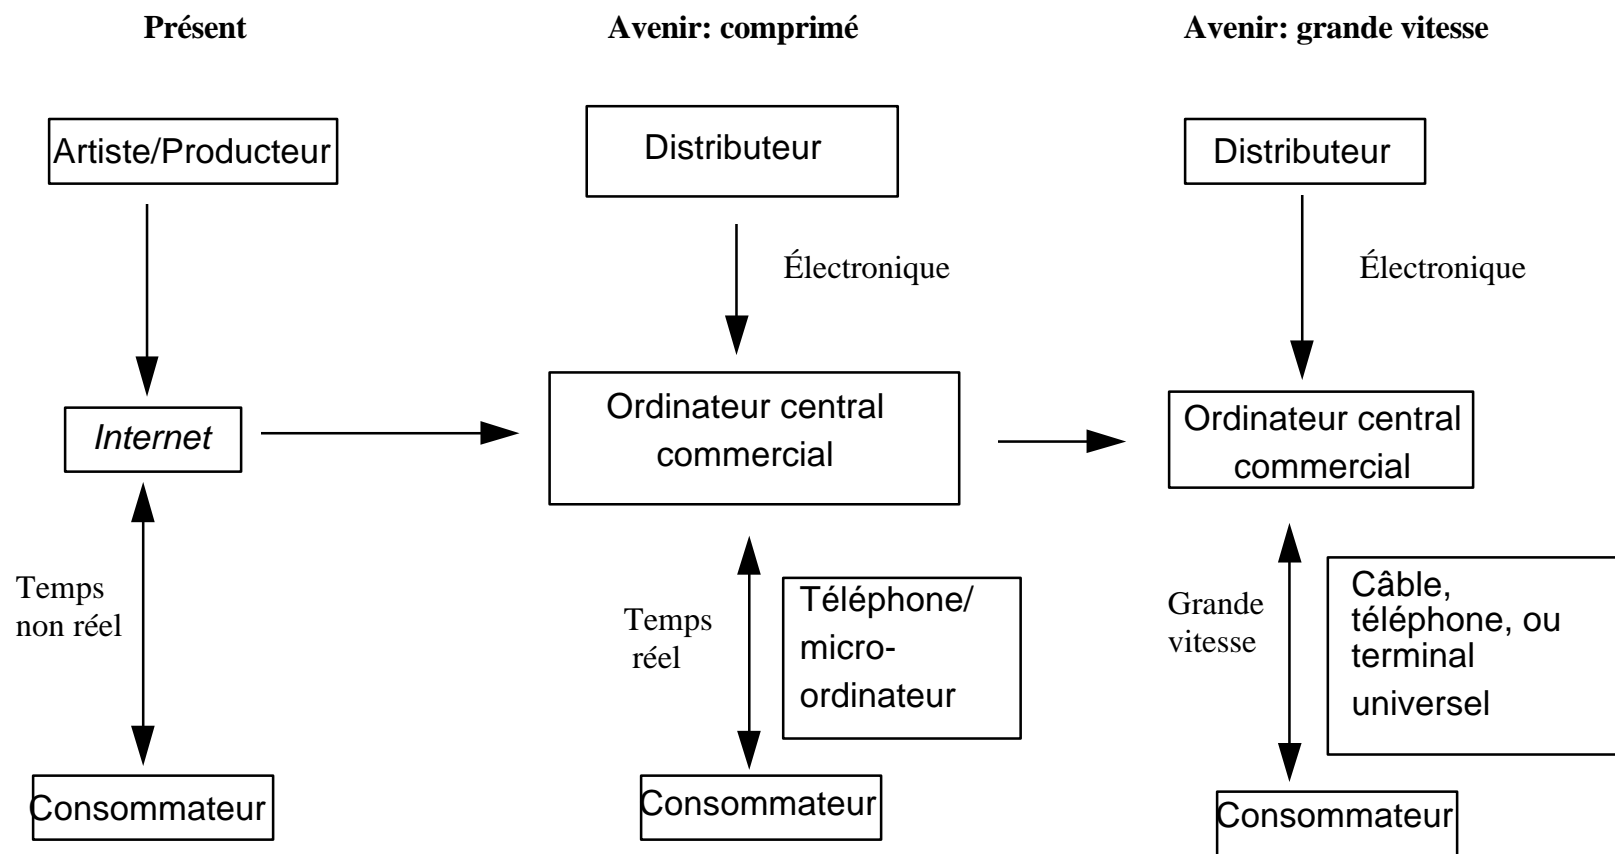 Présent
Avenir: comprimé
Avenir: grande vitesse
Artiste/Producteur
Distributeur
Distributeur
Électronique
Électronique
Internet
Ordinateur central
commercial
Ordinateur central
commercial
Temps
non réel
Temps
réel
Téléphone/
micro-
ordinateur
Grande
vitesse
Câble,
téléphone, ou
terminal
universel
Consommateur
Consommateur
Consommateur